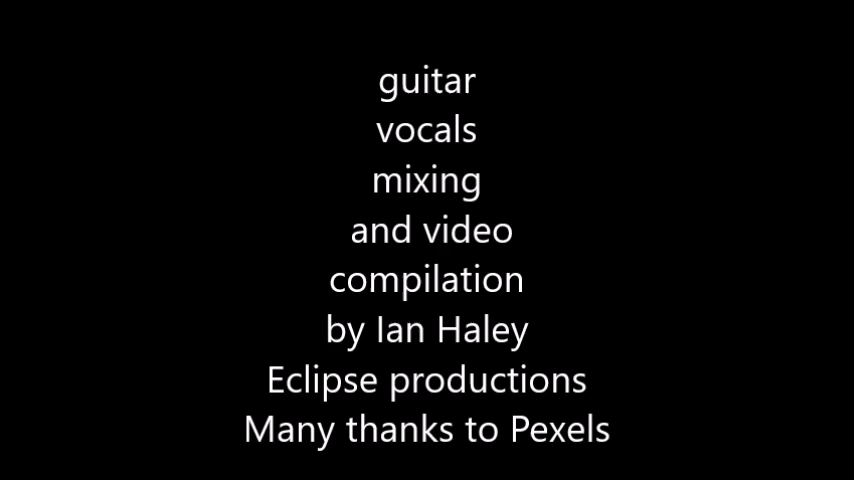 guitar
vocals
mixing
and video
compilation
by Ian Haley
Eclipse productions
Many thanks to Pexels